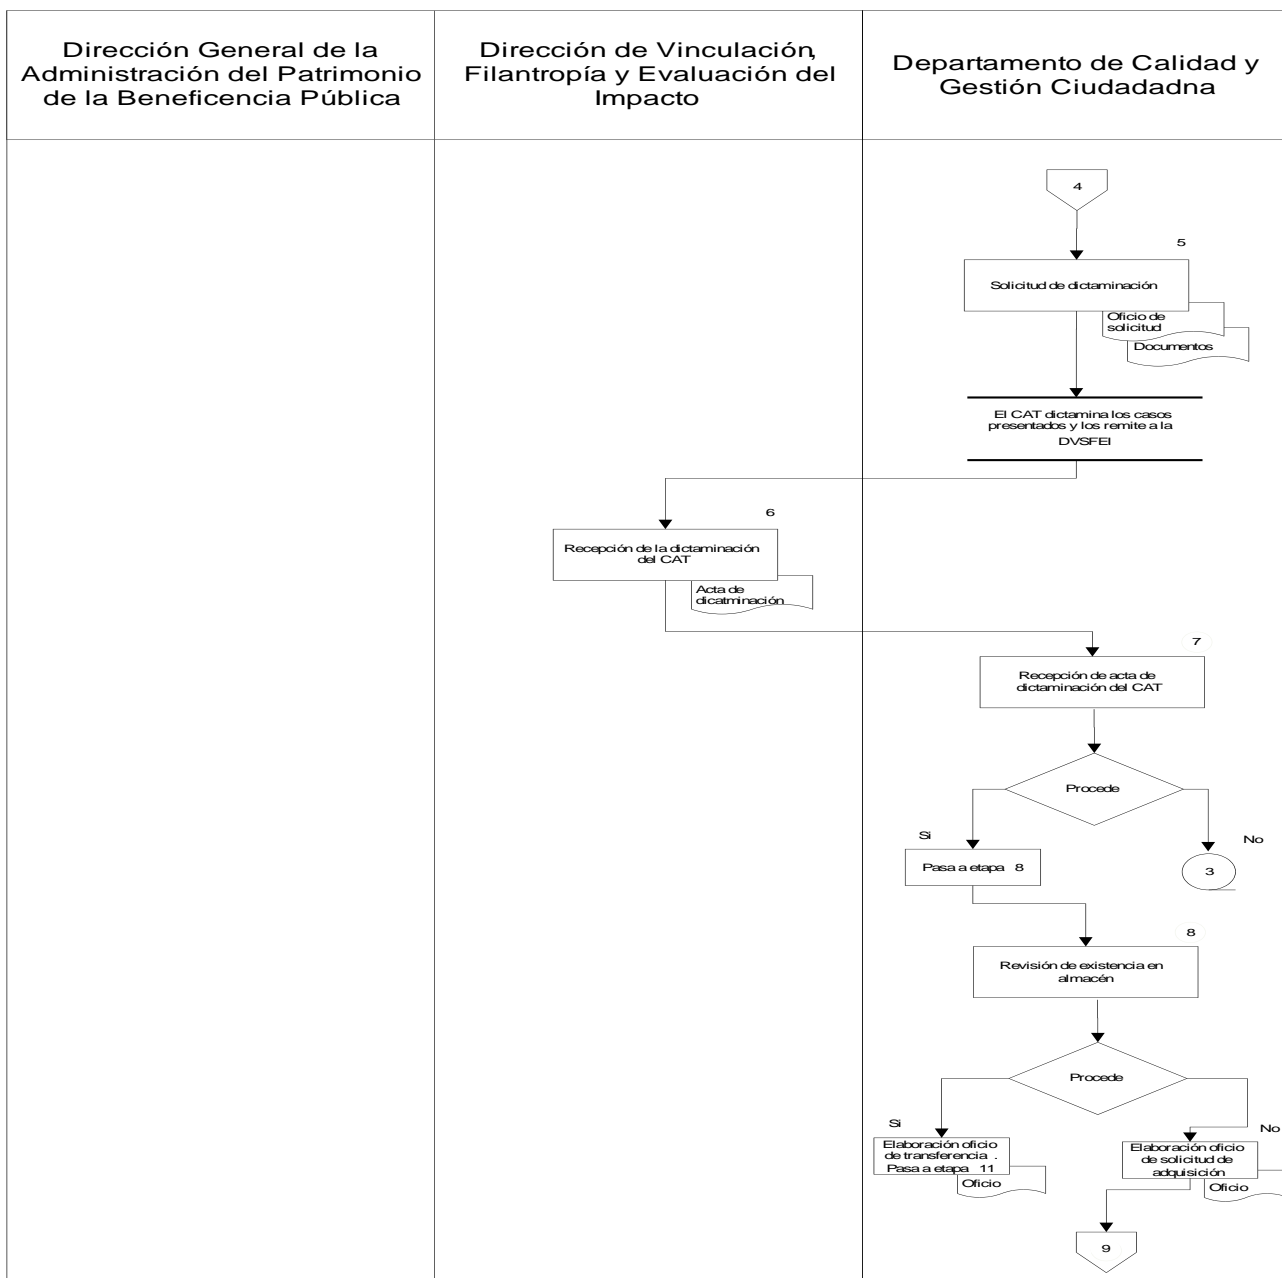 Dirección General de la
Administración del Patrimonio
de la Beneficencia Pública
Dirección de Vinculación,
Filantropía y Evaluación del
Impacto
Departamento de Calidad y
Gestión Ciudadadna
4
5
Solicitud de dictaminación
Oficio de
solicitud
Documentos
El CAT dictamina los casos
presentados y los remite a la
DVSFEI
6
Recepción de la dictaminación
del CAT
Acta de
dicatminación
7
Recepción de acta de
dictaminación del CAT
Procede
Si
No
Pasa a etapa 8
3
8
Revisión de existencia en
almacén
Procede
Si
No
Elaboración oficio
de transferencia .
Pasa a etapa 11
Oficio
Elaboración oficio
de solicitud de
adquisición
Oficio
9